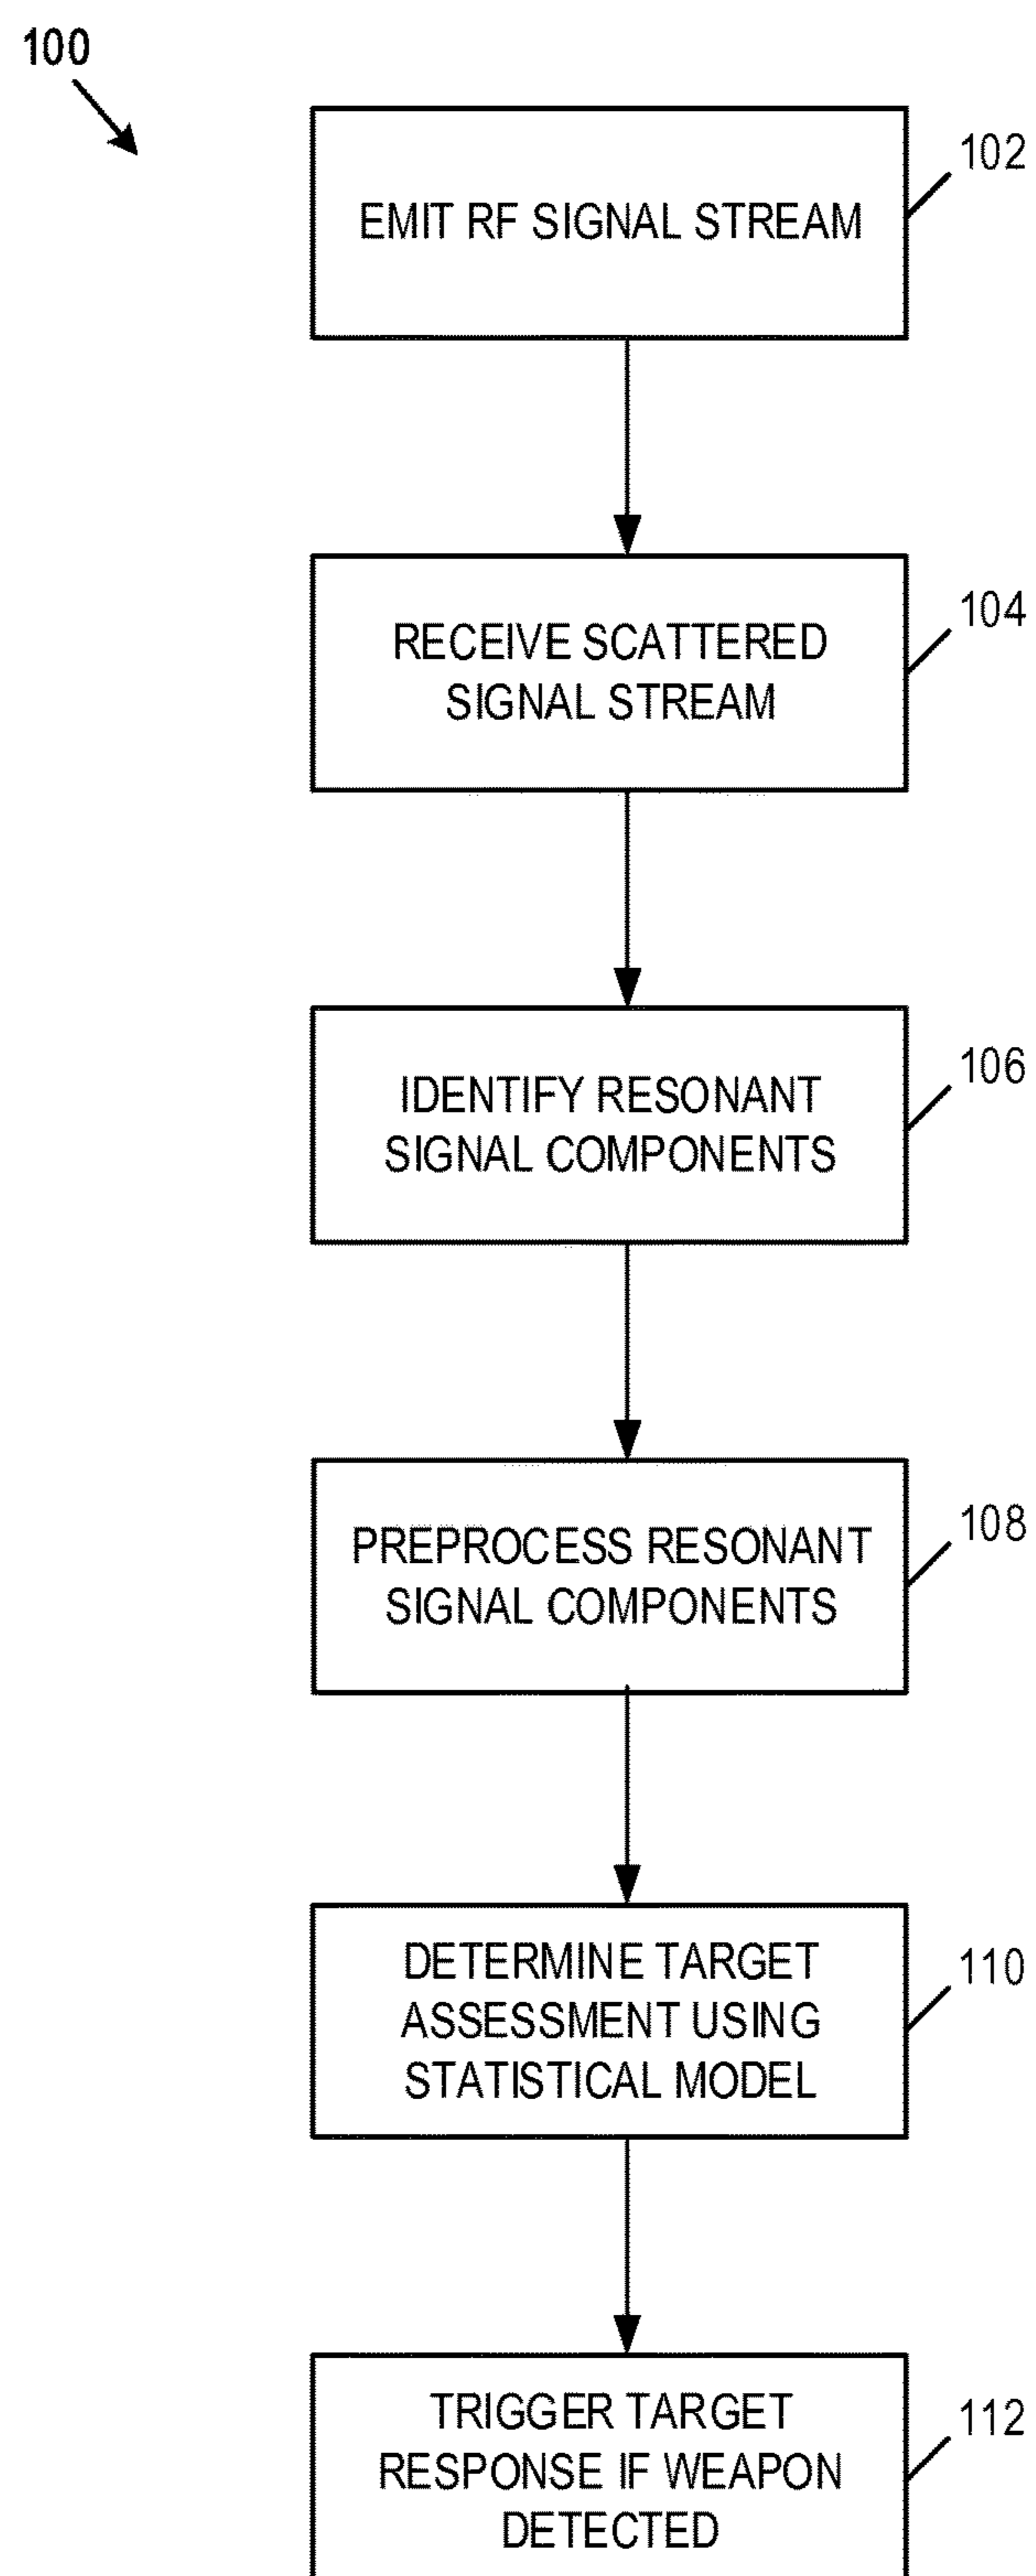 100
EMIT RF SIGNAL STREAM
102
RECEIVE SCATTERED
SIGNAL STREAM
104
IDENTIFY RESONANT
SIGNAL COMPONENTS
106
PREPROCESS RESONANT
SIGNAL COMPONENTS
108
DETERMINE TARGET
ASSESSMENT USING
STATISTICAL MODEL
110
TRIGGER TARGET
RESPONSE IF WEAPON
DETECTED
112